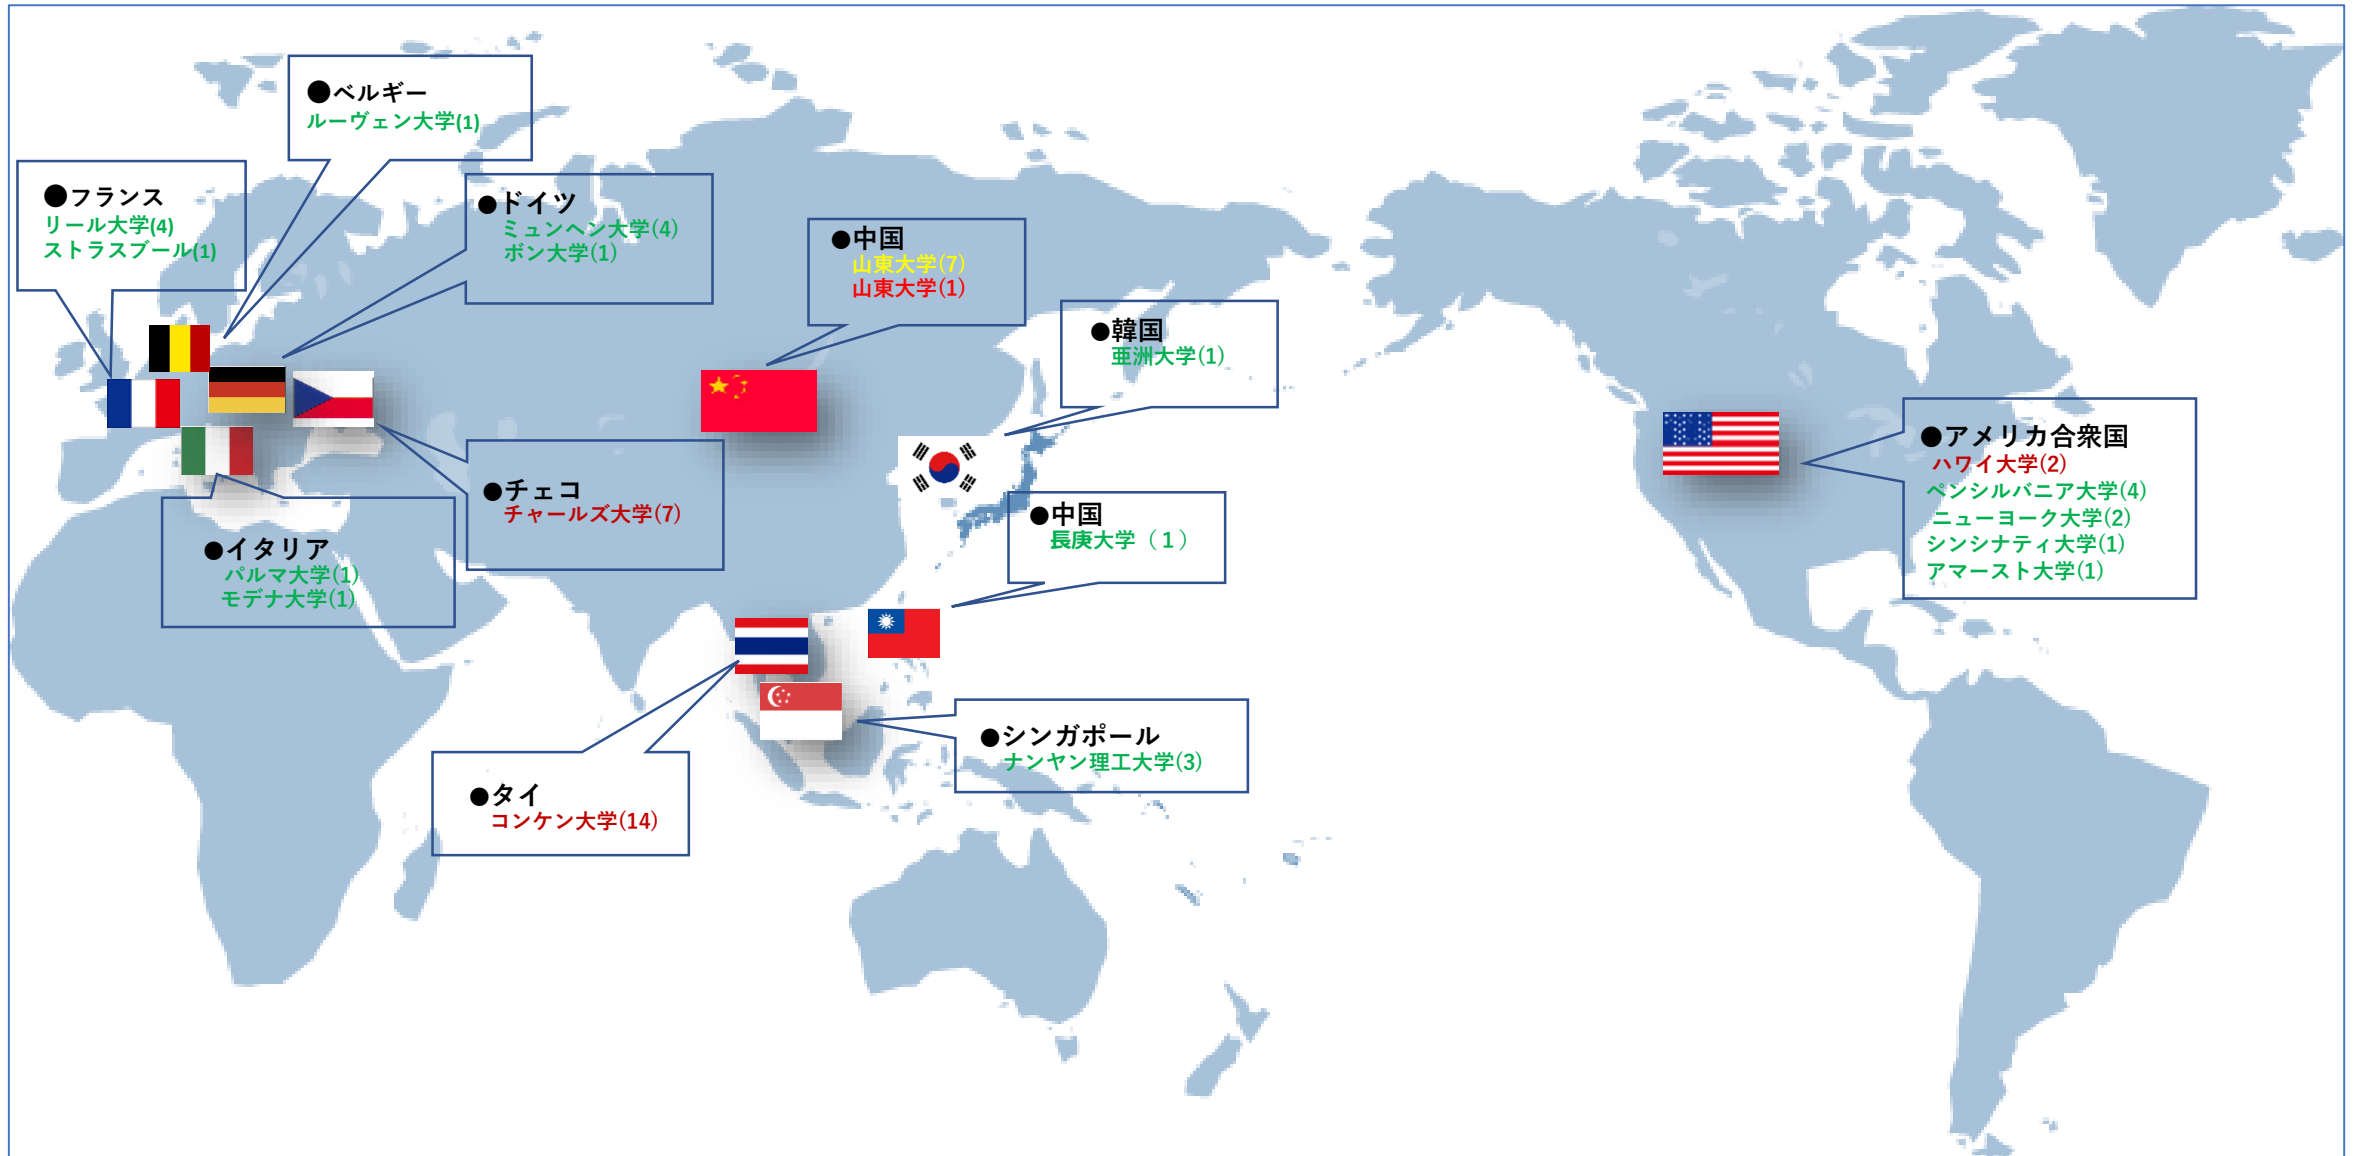 ●ベルギー
ルーヴェン大学(1)
●フランス
リール大学(4)
ストラスブール(1)
●ドイツ
ミュンヘン大学(4)
ボン大学(1)
●中国
山東大学(7)
山東大学(1)
●韓国
亜洲大学(1)
●アメリカ合衆国
ハワイ大学(2)
ペンシルバニア大学(4)
ニューヨーク大学(2)
シンシナティ大学(1)
アマースト大学(1)
●チェコ
チャールズ大学(7)
●中国
長庚大学（１）
●イタリア
パルマ大学(1)
モデナ大学(1)
●シンガポール
ナンヤン理工大学(3)
●タイ
コンケン大学(14)